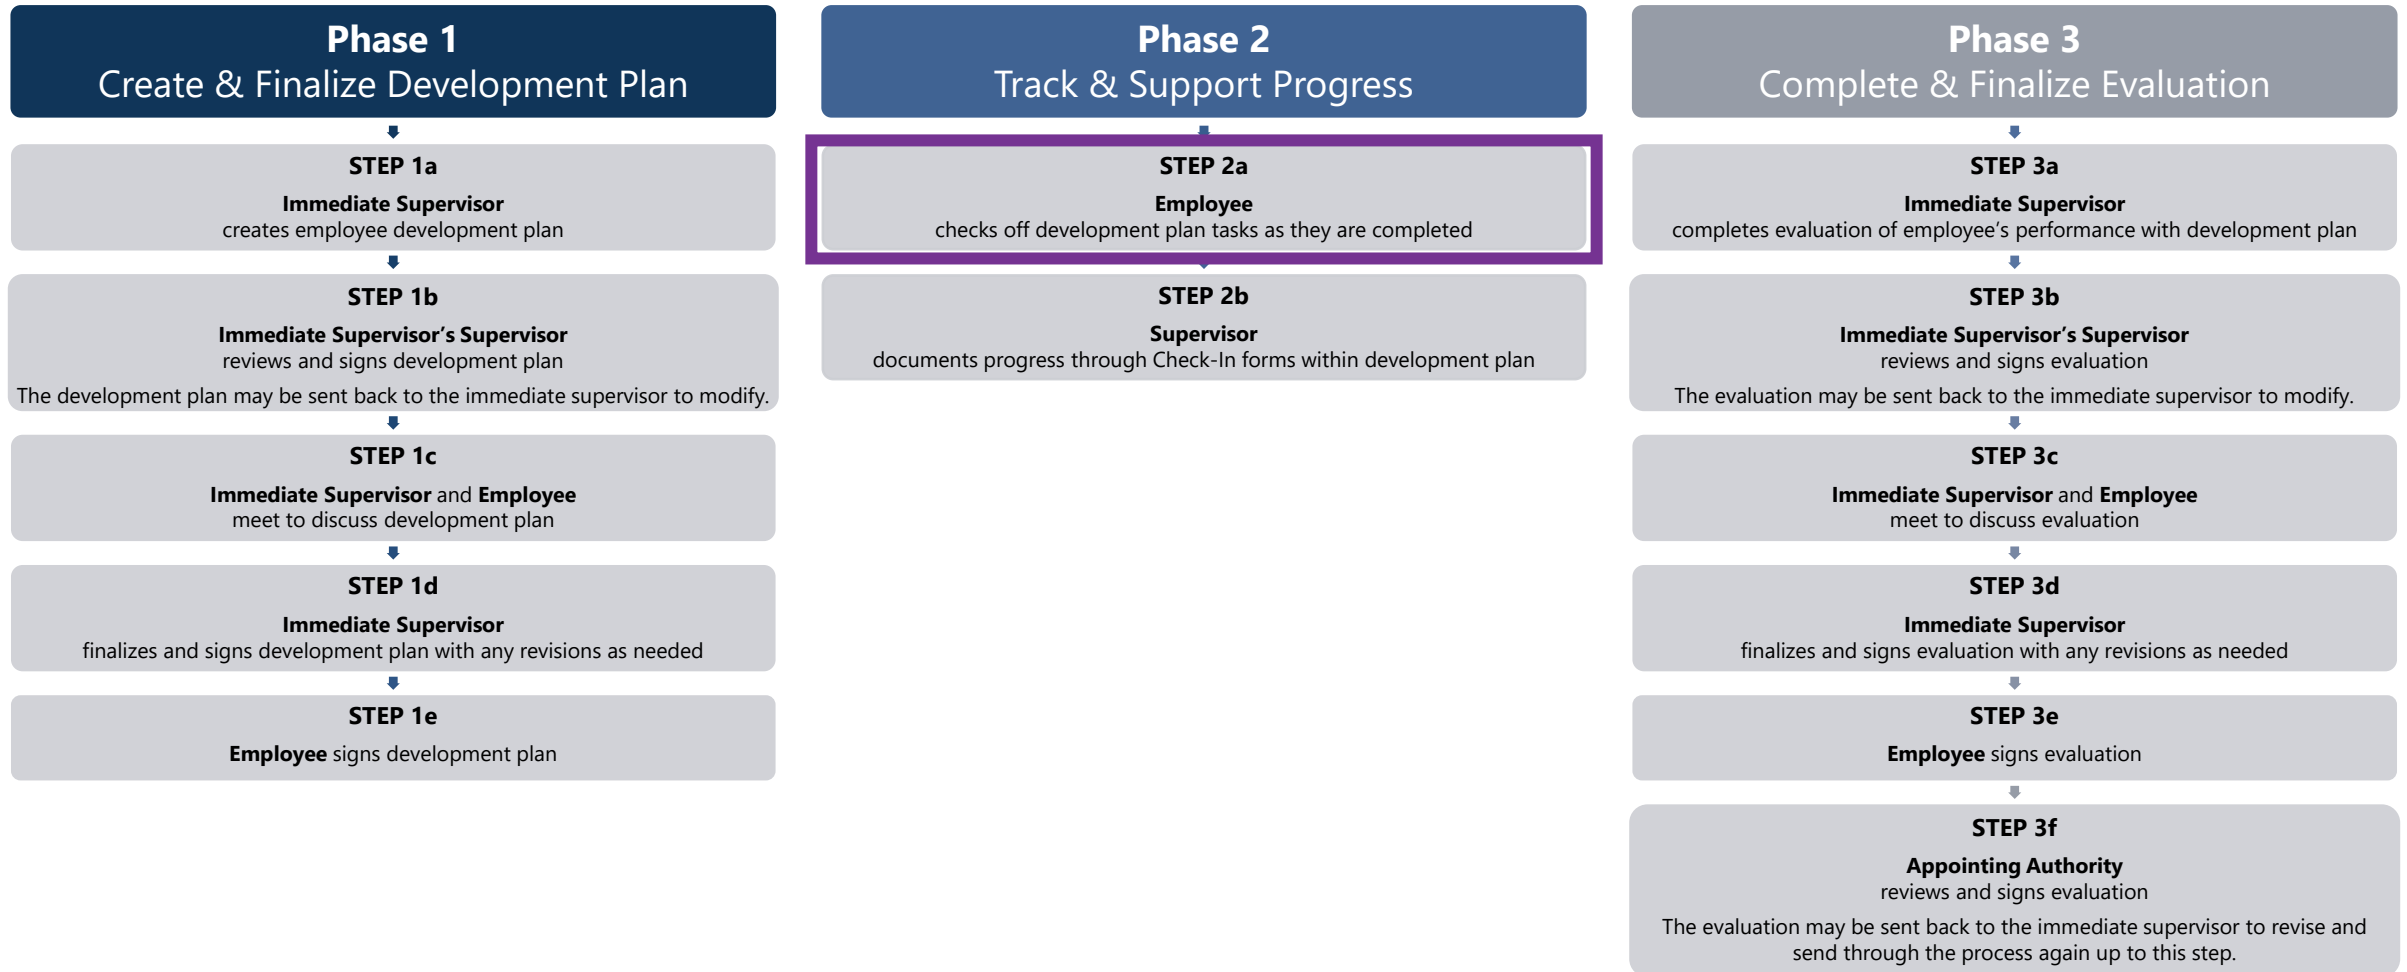 Phase 1
Create & Finalize Development Plan
STEP 1a
Immediate Supervisor
creates employee development plan
STEP 1b
Immediate Supervisor’s Supervisor
reviews and signs development plan
The development plan may be sent back to the immediate supervisor to modify.
STEP 1c
Immediate Supervisor and Employee
meet to discuss development plan
STEP 1d
Immediate Supervisor
finalizes and signs development plan with any revisions as needed
STEP 1e
Employee signs development plan
Phase 2
Track & Support Progress
STEP 2a
Employee
checks off development plan tasks as they are completed
STEP 2b
Supervisor
documents progress through Check-In forms within development plan
Phase 3
Complete & Finalize Evaluation
STEP 3a
Immediate Supervisor
completes evaluation of employee’s performance with development plan
STEP 3b
Immediate Supervisor’s Supervisor
reviews and signs evaluation
The evaluation may be sent back to the immediate supervisor to modify.
STEP 3c
Immediate Supervisor and Employee
meet to discuss evaluation
STEP 3d
Immediate Supervisor
finalizes and signs evaluation with any revisions as needed
STEP 3e
Employee signs evaluation
STEP 3f
Appointing Authority
reviews and signs evaluation
The evaluation may be sent back to the immediate supervisor to revise and
send through the process again up to this step.